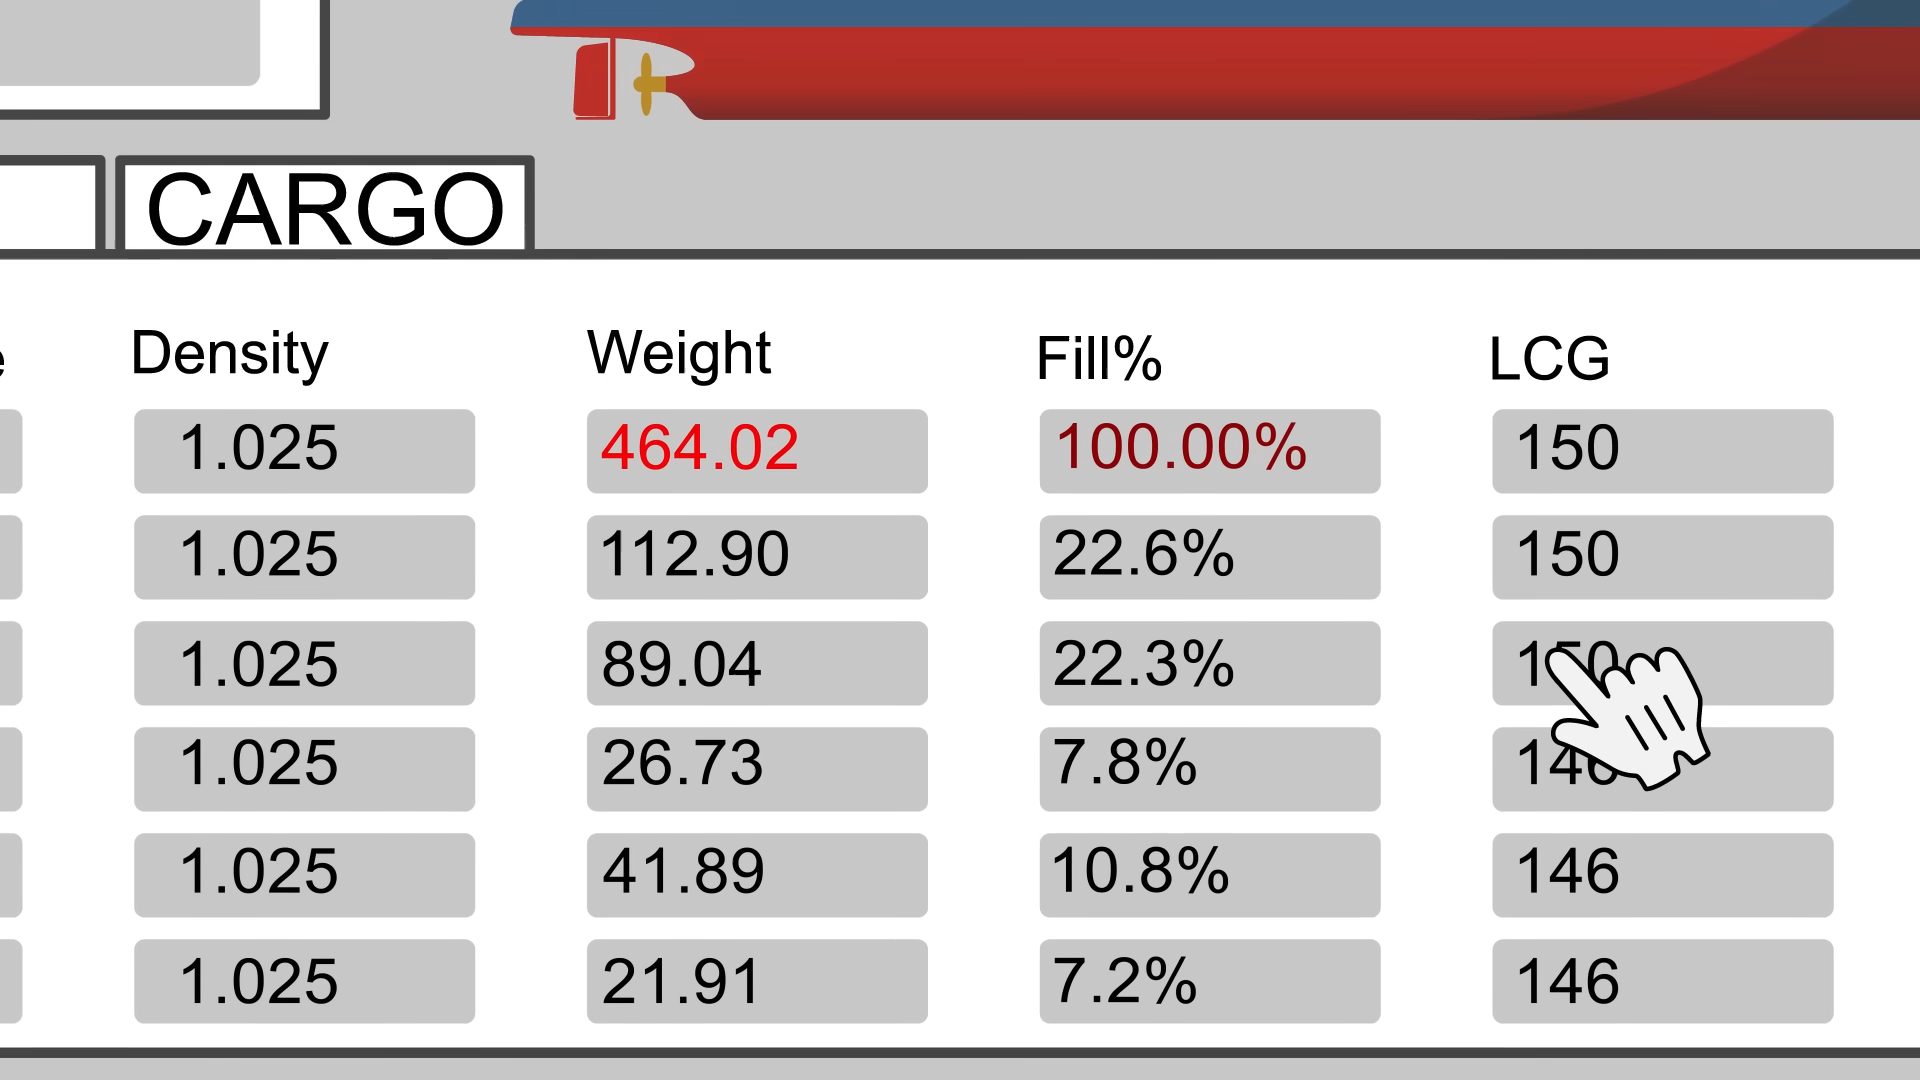 CARGO
Density Weight Fill% LCG
1.025 464.02 100.00% 150
1.025 112.90 22.6% 150
1.025 89.04 22.3% 150
1.025 26.73 7.8% 146
1.025 41.89 10.8% 146
1.025 21.91 7.2% 146